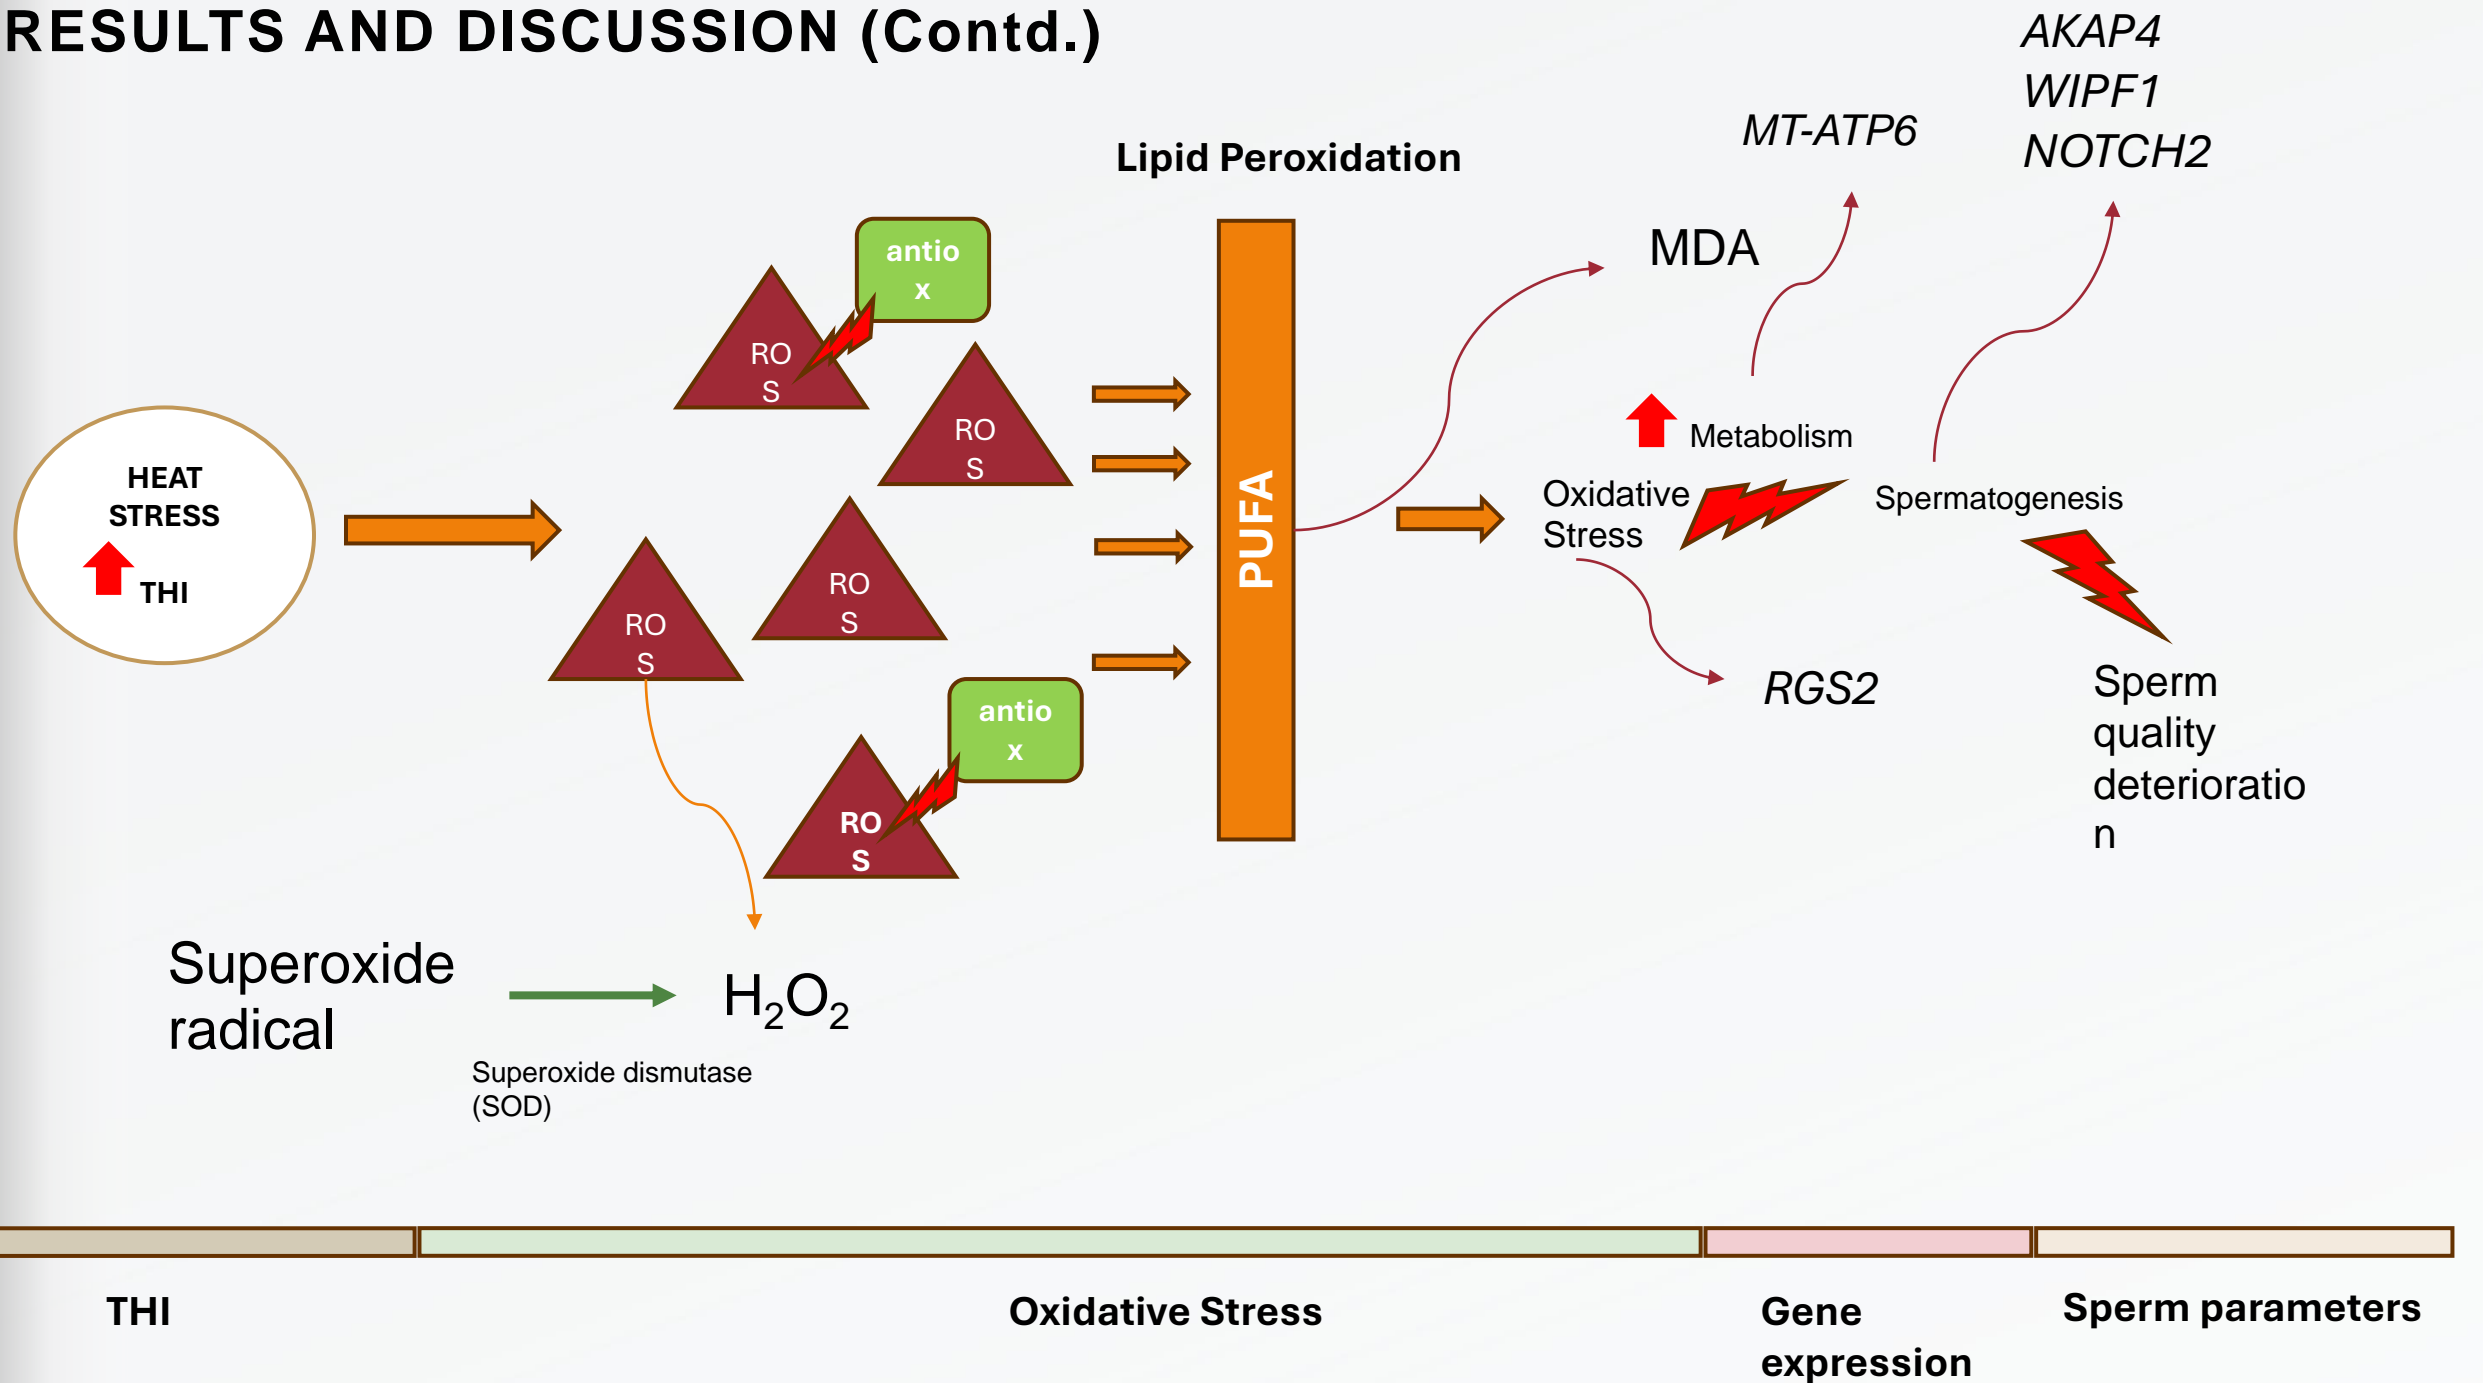 RESULTS AND DISCUSSION (Contd.)
AKAP4
WIPF1
NOTCH2
MT-ATP6
Lipid Peroxidation
MDA
antio
x
RO
S
RO
S
HEAT
STRESS
THI
Metabolism
Oxidative
Stress
Spermatogenesis
PUFA
RO
S
RO
S
antio
x
RO
S
RGS2
Sperm
quality
deterioratio
n
Superoxide
radical
H₂O₂
Superoxide dismutase
(SOD)
THI
Oxidative Stress
Gene
expression
Sperm parameters